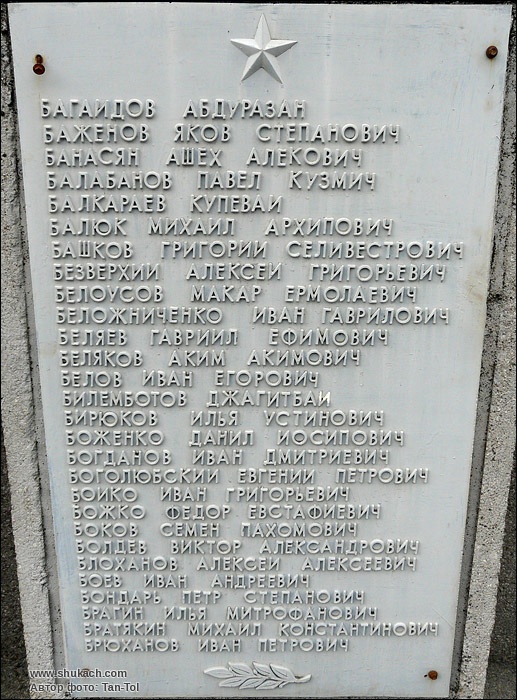 БАГАИДОВ АБДУРАЗАН
БАЖЕНОВ ЯКОВ СТЕПАНОВИЧ
БАНАСЯН АШЕХ АЛЕКОВИЧ
БАЛАБАНОВ ПАВЕЛ КУЗМИЧ
БАЛКАРАЕВ КУПЕВАИ
БАЛЮК МИХАИЛ АРХИПОВИЧ
БАШКОВ ГРИГОРИИ СЕЛИВЕСТРОВИЧ
БЕЗВЕРХИИ АЛЕКСЕИ ГРИГОРЬЕВИЧ
БЕЛОУСОВ МАКАР ЕРМОЛАЕВИЧ
БЕЛОЖНИЧЕНКО ИВАН ГАВРИЛОВИЧ
БЕЛЯЕВ ГАВРИИЛ ЕФИМОВИЧ
БЕЛЯКОВ АКИМ АКИМОВИЧ
БЕЛОВ ИВАН ЕГОРОВИЧ
БИЛЕМБОТОВ ДЖАГИТБАИ
БИРЮКОВ ИЛЬЯ УСТИНОВИЧ
БОЖЕНКО ДАНИЛ ИОСИПОВИЧ
БОГДАНОВ ИВАН ДМИТРИЕВИЧ
БОГОЛЮБСКИИ ЕВГЕНИИ ПЕТРОВИЧ
БОИКО ИВАН ГРИГОРЬЕВИЧ
БОЖКО ФЕДОР ЕВСТАФИЕВИЧ
БОКОВ СЕМЕН ПАХОМОВИЧ
БОЛДЕВ ВИКТОР АЛЕКСАНДРОВИЧ
БЛОХАНОВ АЛЕКСЕИ АЛЕКСЕЕВИЧ
БОЕВ ИВАН АНДРЕЕВИЧ
БОНДАРЬ ПЕТР СТЕПАНОВИЧ
БРАГИН ИЛЬЯ МИТРОФАНОВИЧ
БРАТЯКИН МИХАИЛ КОНСТАНТИНОВИЧ
БРЮХАНОВ ИВАН ПЕТРОВИЧ
www.shukach.com
Автор фото: Tan-Tol